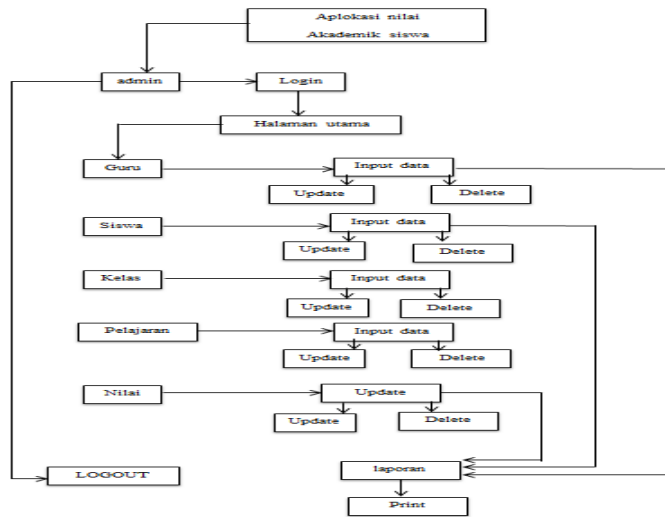 Aplokasi nilai
Akademik siswa
admin
Login
Halaman utama
Guru
Input data
Update
Delete
Siswa
Input data
Update
Delete
Kelas
Input data
Update
Delete
Pelajaran
Input data
Update
Delete
Nilai
Update
Update
Delete
LOGOUT
laporan
Print